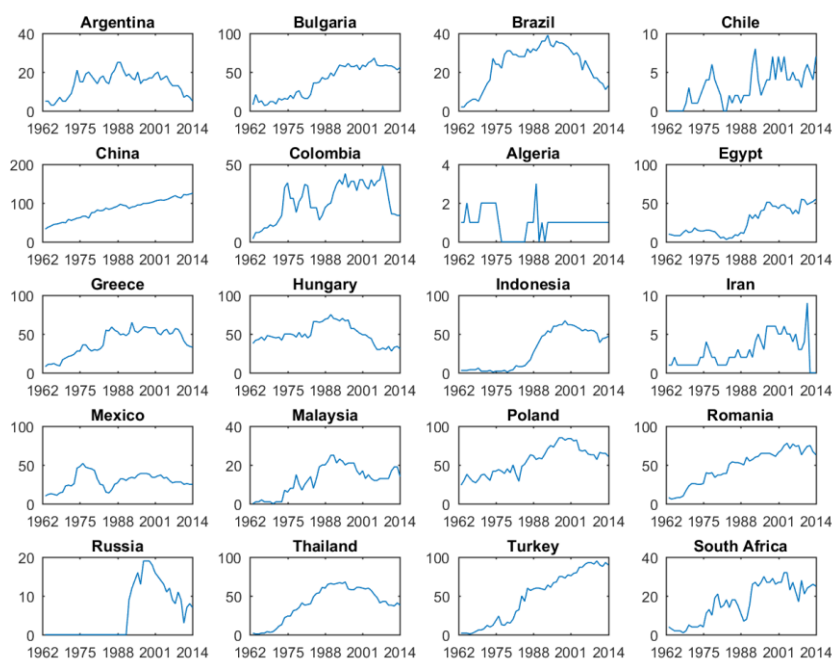 Argentina Bulgaria Brazil Chile
40 100 40 10
20 50 20 5
0 0 0 0
1962 1975 1988 2001 2014 1962 1975 1988 2001 2014 1962 1975 1988 2001 2014 1962 1975 1988 2001 2014
China Colombia Algeria Egypt
200 50 4 100
100 2 50
0 0 0 0
1962 1975 1988 2001 2014 1962 1975 1988 2001 2014 1962 1975 1988 2001 2014 1962 1975 1988 2001 2014
Greece Hungary Indonesia Iran
100 100 100 10
50 50 50 5
0 0 0 0
1962 1975 1988 2001 2014 1962 1975 1988 2001 2014 1962 1975 1988 2001 2014 1962 1975 1988 2001 2014
Mexico Malaysia Poland Romania
100 40 100 100
50 20 50 50
0 0 0 0
1962 1975 1988 2001 2014 1962 1975 1988 2001 2014 1962 1975 1988 2001 2014 1962 1975 1988 2001 2014
Russia Thailand Turkey South Africa
20 100 100 40
10 50 50 20
0 0 0 0
1962 1975 1988 2001 2014 1962 1975 1988 2001 2014 1962 1975 1988 2001 2014 1962 1975 1988 2001 2014